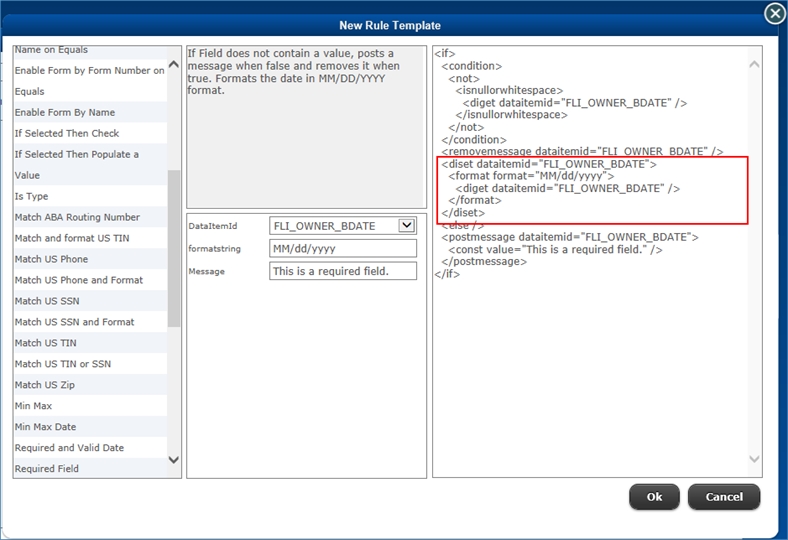 New Rule Template
Name on Equals
Enable Form by Form Number on
Equals
Enable Form By Name
If Selected Then Check
If Selected Then Populate a
Value
Is Type
Match ABA Routing Number
Match and format US TIN
Match US Phone
Match US Phone and Format
Match US SSN
Match US SSN and Format
Match US TIN
Match US TIN or SSN
Match US Zip
Min Max
Min Max Date
Required and Valid Date
Required Field
If Field does not contain a value, posts a
message when false and removes it when
true. Formats the date in MM/DD/YYYY
format.
DataItemId
FLI_OWNER_BDATE
formatstring
MM/dd/yyyy
Message
This is a required field.
<if>
<condition>
<not>
<isnullorwhitespace>
<diget dataitemid="FLI_OWNER_BDATE" />
</isnullorwhitespace>
</not>
</condition>
<removemessage dataitemid="FLI_OWNER_BDATE" />
<diset dataitemid="FLI_OWNER_BDATE">
<format format="MM/dd/yyyy">
<diget dataitemid="FLI_OWNER_BDATE" />
</format>
</diset>
<else />
<postmessage dataitemid="FLI_OWNER_BDATE">
<const value="This is a required field." />
</postmessage>
</if>
Ok
Cancel